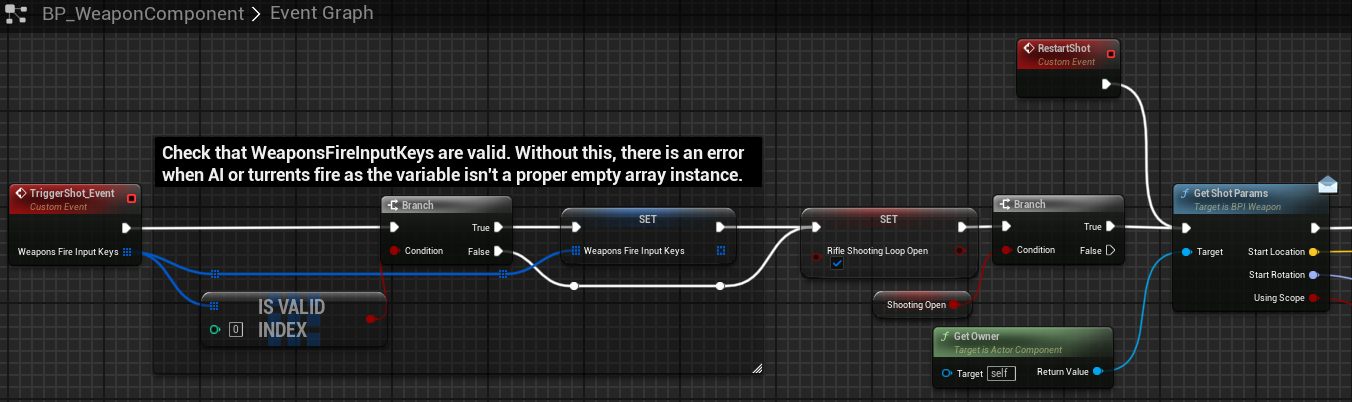 BP_WeaponComponent > Event Graph
RestartShot
Custom Event
Check that WeaponsFireInputKeys are valid. Without this, there is an error
when AI or turrents fire as the variable isn't a proper empty array instance.
TriggerShot_Event
Custom Event
Weapons Fire Input Keys
Branch
Condition
True
False
IS VALID
INDEX
0
SET
Weapons Fire Input Keys
SET
Rifle Shooting Loop Open
Shooting Open
Branch
Condition
True
False
Get Owner
Target is Actor Component
Target self
Return Value
f Get Shot Params
Target is BPI Weapon
Target
Start Location
Start Rotation
Using Scope